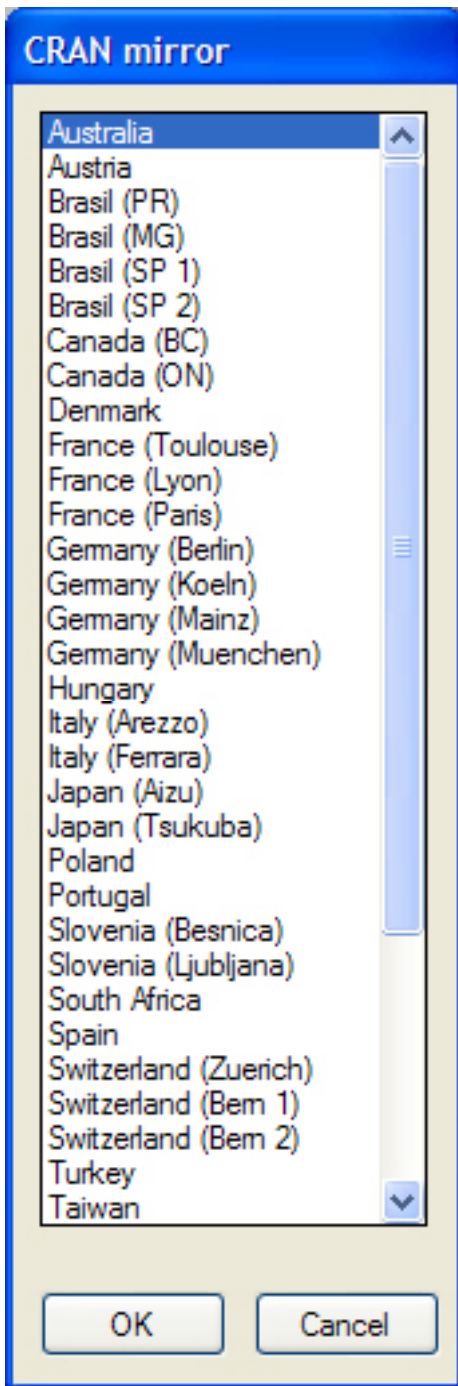 CRAN mirror
Australia
Austria
Brasil (PR)
Brasil (MG)
Brasil (SP 1)
Brasil (SP 2)
Canada (BC)
Canada (ON)
Denmark
France (Toulouse)
France (Lyon)
France (Paris)
Germany (Berlin)
Germany (Koeln)
Germany (Mainz)
Germany (Muenchen)
Hungary
Italy (Arezzo)
Italy (Ferrara)
Japan (Aizu)
Japan (Tsukuba)
Poland
Portugal
Slovenia (Besnica)
Slovenia (Ljubljana)
South Africa
Spain
Switzerland (Zuerich)
Switzerland (Bern 1)
Switzerland (Bern 2)
Turkey
Taiwan
OK Cancel